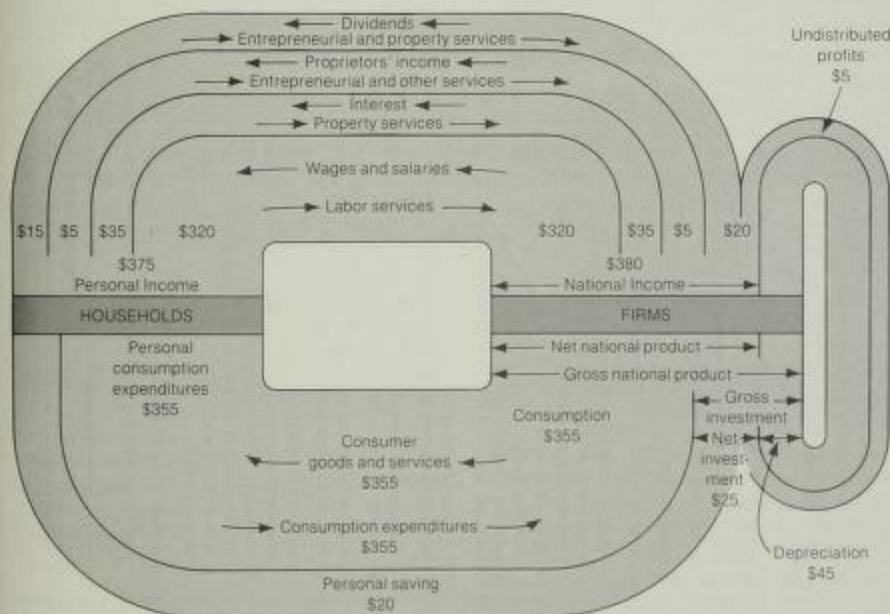 Dividends
Entrepreneurial and property services
Proprietors' income
Entrepreneurial and other services
Interest
Property services
Wages and salaries
Labor services
Undistributed
profits
$5
$15 $5 $35 $320 $320 $35 $5 $20
$375 $380
Personal Income National Income
HOUSEHOLDS FIRMS
Personal
consumption
expenditures
$355
Net national product
Gross national product
Gross
investment
Consumption
$355
Net
invest-
ment
$25
Consumer
goods and services
$355
Consumption expenditures
$355
Depreciation
$45
Personal saving
$20